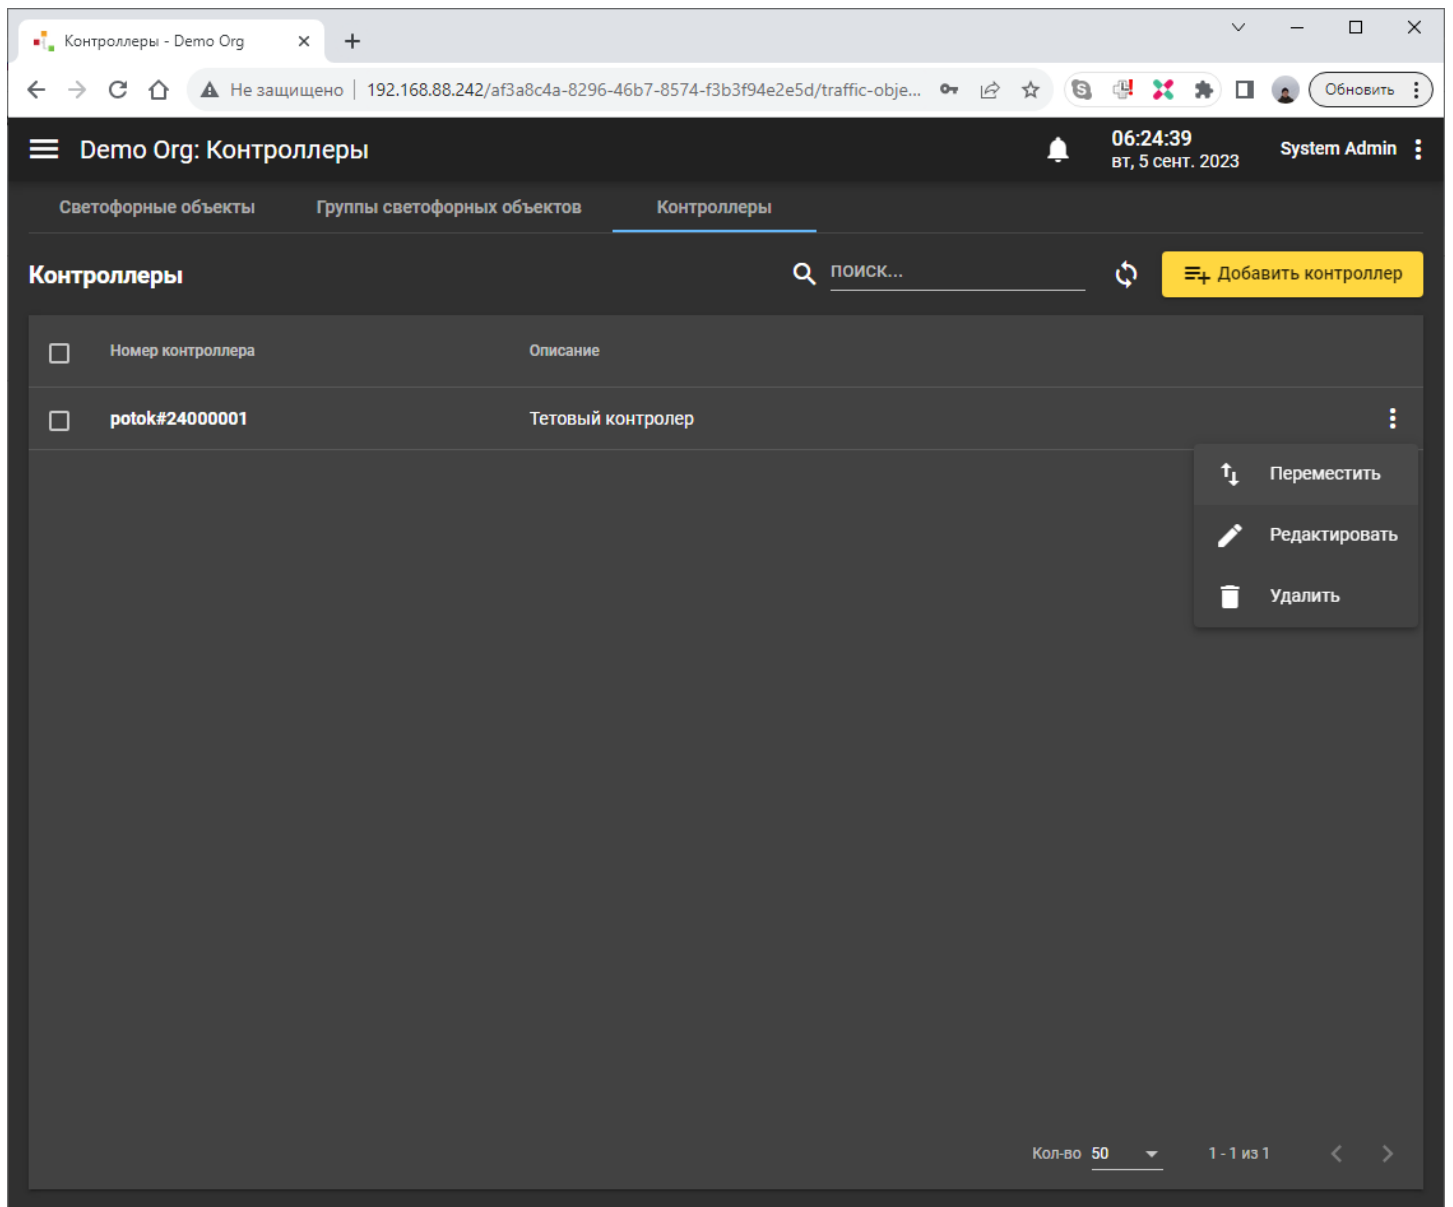 Контроллеры - Demo Org
Не защищено 192.168.88.242/af3a8c4a-8296-46b7-8574-f3b3f94e2e5d/traffic-obje... Обновить
Demo Org: Контроллеры
06:24:39
вт, 5 сент. 2023
System Admin
Светофорные объекты Группы светофорных объектов Контроллеры
Контроллеры поиск... Добавить контроллер
Номер контроллера Описание
potok#24000001 Тетовый контролер
Переместить
Редактировать
Удалить
Кол-во 50 1 - 1 из 1